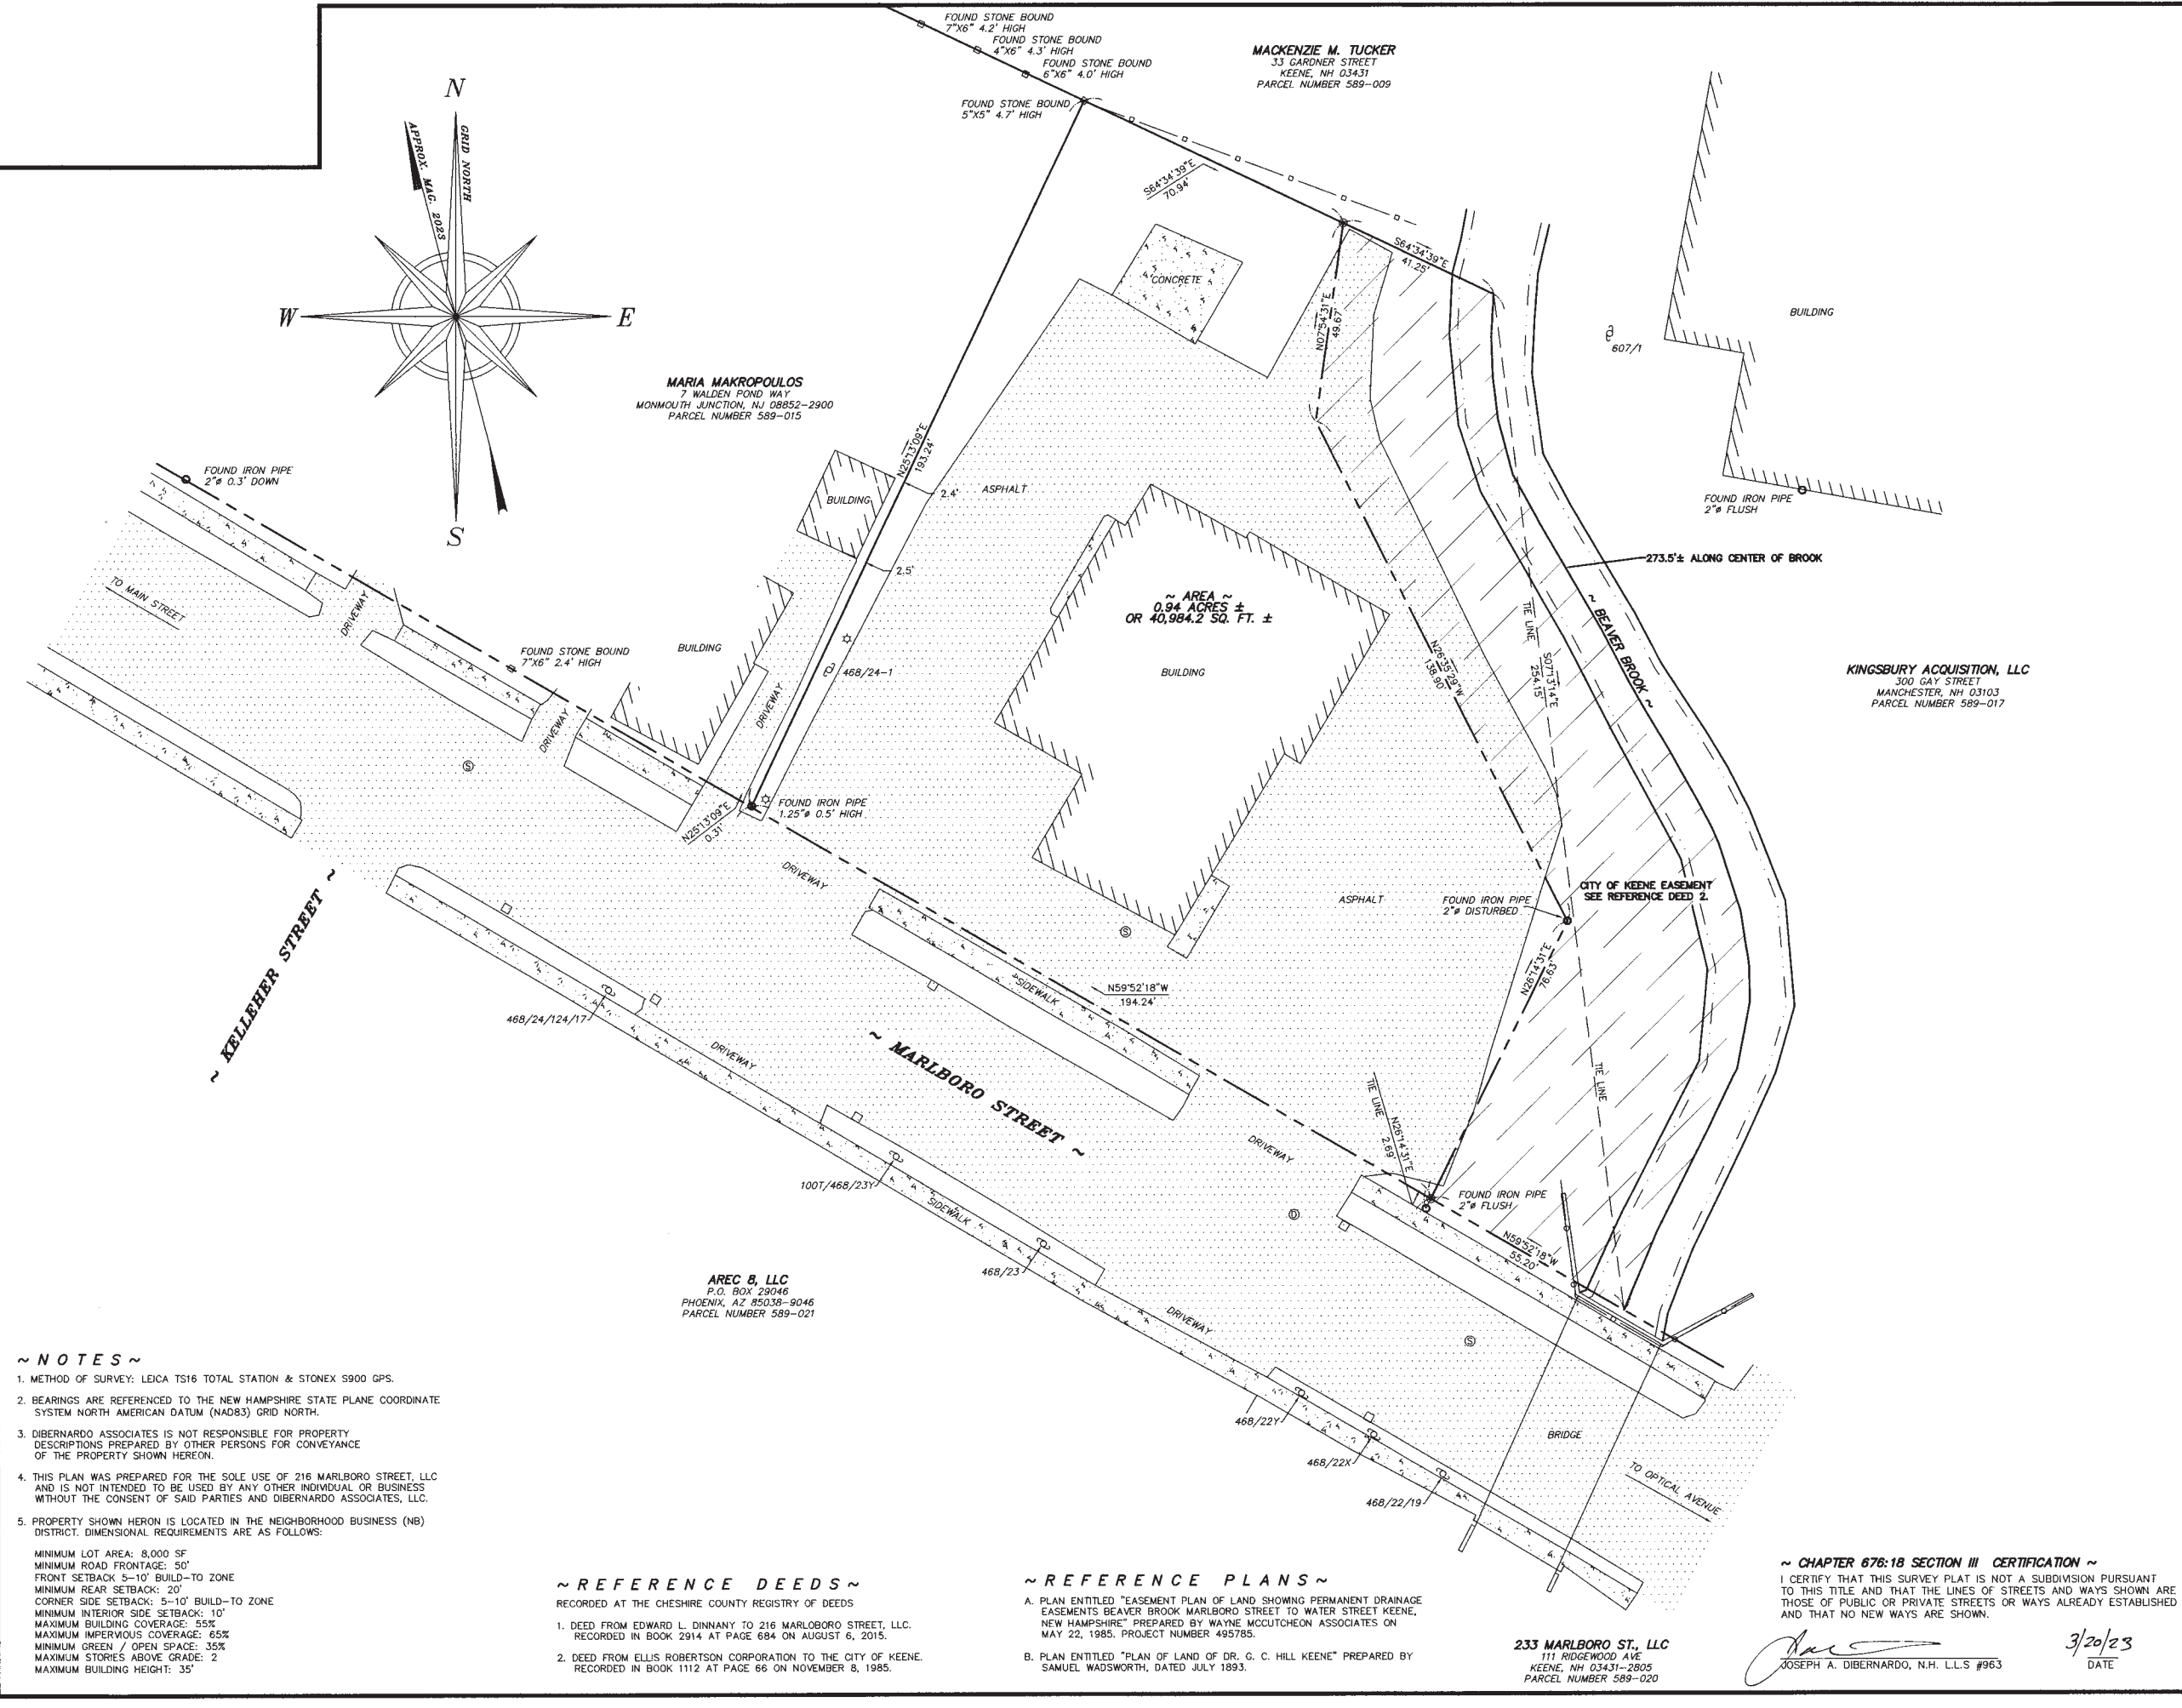 FOUND STONE BOUND
7"X6" 4.2' HIGH
FOUND STONE BOUND
4"X6" 4.3' HIGH
FOUND STONE BOUND
6"X6" 4.0' HIGH
FOUND STONE BOUND
5"X5" 4.7' HIGH
MACKENZIE M. TUCKER
33 GARDNER STREET
KEENE, NH 03431
PARCEL NUMBER 589-009
N
GRID NORTH
APPROX. MAG. 2023
W
E
S
S64°34'39"E
70.94'
S64°34'39"E
41.25'
CONCRETE
N07°54'31"E
49.67'
BUILDING
607/1
MARIA MAKROPOULOS
7 WALDEN POND WAY
MONMOUTH JUNCTION, NJ 08852-2900
PARCEL NUMBER 589-015
N25°13'09"E
193.24'
FOUND IRON PIPE
2"ø 0.3' DOWN
BUILDING
2.4'
ASPHALT
2.5'
FOUND IRON PIPE
2"ø FLUSH
273.5'± ALONG CENTER OF BROOK
TO MAIN STREET
DRIVEWAY
~ AREA ~
0.94 ACRES ±
OR 40,984.2 SQ. FT. ±
TIE LINE
~ BEAVER BROOK ~
FOUND STONE BOUND
7"X6" 2.4' HIGH
BUILDING
468/24-1
BUILDING
N26°35'29"W
138.90'
S07°13'14"E
254.15'
KINGSBURY ACQUISITION, LLC
300 GAY STREET
MANCHESTER, NH 03103
PARCEL NUMBER 589-017
DRIVEWAY
DRIVEWAY
S
FOUND IRON PIPE
1.25"ø 0.5' HIGH
N25°13'09"E
0.31'
DRIVEWAY
~ KELLEHER STREET ~
CITY OF KEENE EASEMENT
SEE REFERENCE DEED 2.
ASPHALT
FOUND IRON PIPE
2"ø DISTURBED
S
N26°14'31"E
76.63'
SIDEWALK
N59°52'18"W
194.24'
468/24/124/17
DRIVEWAY
~ MARLBORO STREET ~
TIE LINE
TIE LINE
N26°14'31"E
2.69'
DRIVEWAY
100T/468/23Y
SIDEWALK
FOUND IRON PIPE
2"ø FLUSH
D
N59°52'18"W
55.20'
468/23
AREC 8, LLC
P.O. BOX 29046
PHOENIX, AZ 85038-9046
PARCEL NUMBER 589-021
DRIVEWAY
S
468/22Y
468/22X
468/22/19
BRIDGE
TO OPTICAL AVENUE
~ N O T E S ~
1. METHOD OF SURVEY: LEICA TS16 TOTAL STATION & STONEX S900 GPS.
2. BEARINGS ARE REFERENCED TO THE NEW HAMPSHIRE STATE PLANE COORDINATE
SYSTEM NORTH AMERICAN DATUM (NAD83) GRID NORTH.
3. DIBERNARDO ASSOCIATES IS NOT RESPONSIBLE FOR PROPERTY
DESCRIPTIONS PREPARED BY OTHER PERSONS FOR CONVEYANCE
OF THE PROPERTY SHOWN HEREON.
4. THIS PLAN WAS PREPARED FOR THE SOLE USE OF 216 MARLBORO STREET, LLC
AND IS NOT INTENDED TO BE USED BY ANY OTHER INDIVIDUAL OR BUSINESS
WITHOUT THE CONSENT OF SAID PARTIES AND DIBERNARDO ASSOCIATES, LLC.
5. PROPERTY SHOWN HERON IS LOCATED IN THE NEIGHBORHOOD BUSINESS (NB)
DISTRICT. DIMENSIONAL REQUIREMENTS ARE AS FOLLOWS:
MINIMUM LOT AREA: 8,000 SF
MINIMUM ROAD FRONTAGE: 50'
FRONT SETBACK 5-10' BUILD-TO ZONE
MINIMUM REAR SETBACK: 20'
CORNER SIDE SETBACK: 5-10' BUILD-TO ZONE
MINIMUM INTERIOR SIDE SETBACK: 10'
MAXIMUM BUILDING COVERAGE: 55%
MAXIMUM IMPERVIOUS COVERAGE: 65%
MINIMUM GREEN / OPEN SPACE: 35%
MAXIMUM STORIES ABOVE GRADE: 2
MAXIMUM BUILDING HEIGHT: 35'
~ R E F E R E N C E   D E E D S ~
RECORDED AT THE CHESHIRE COUNTY REGISTRY OF DEEDS
1. DEED FROM EDWARD L. DINNANY TO 216 MARLOBORO STREET, LLC.
RECORDED IN BOOK 2914 AT PAGE 684 ON AUGUST 6, 2015.
2. DEED FROM ELLIS ROBERTSON CORPORATION TO THE CITY OF KEENE.
RECORDED IN BOOK 1112 AT PAGE 66 ON NOVEMBER 8, 1985.
~ R E F E R E N C E   P L A N S ~
A. PLAN ENTITLED "EASEMENT PLAN OF LAND SHOWING PERMANENT DRAINAGE
EASEMENTS BEAVER BROOK MARLBORO STREET TO WATER STREET KEENE,
NEW HAMPSHIRE" PREPARED BY WAYNE MCCUTCHEON ASSOCIATES ON
MAY 22, 1985. PROJECT NUMBER 495785.
B. PLAN ENTITLED "PLAN OF LAND OF DR. G. C. HILL KEENE" PREPARED BY
SAMUEL WADSWORTH, DATED JULY 1893.
233 MARLBORO ST., LLC
111 RIDGEWOOD AVE
KEENE, NH 03431-2805
PARCEL NUMBER 589-020
~ CHAPTER 676:18 SECTION III CERTIFICATION ~
I CERTIFY THAT THIS SURVEY PLAT IS NOT A SUBDIVISION PURSUANT
TO THIS TITLE AND THAT THE LINES OF STREETS AND WAYS SHOWN ARE
THOSE OF PUBLIC OR PRIVATE STREETS OR WAYS ALREADY ESTABLISHED
AND THAT NO NEW WAYS ARE SHOWN.
3/20/23
JOSEPH A. DIBERNARDO, N.H. L.L.S #963
DATE